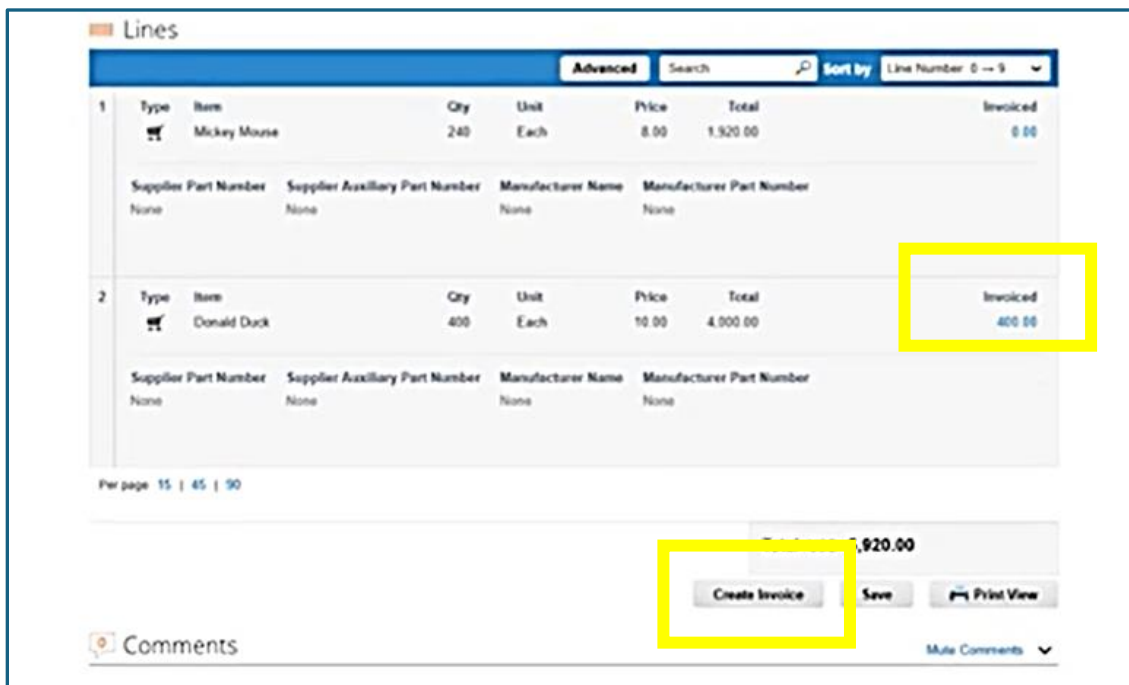 Lines
Advanced Search Sort by Line Number 0 → 9
1 Type Item Qty Unit Price Total Invoiced
Mickey Mouse 240 Each 8.00 1,920.00 0.00
Supplier Part Number Supplier Auxiliary Part Number Manufacturer Name Manufacturer Part Number
None None None None
2 Type Item Qty Unit Price Total Invoiced
Donald Duck 400 Each 10.00 4,000.00 400.00
Supplier Part Number Supplier Auxiliary Part Number Manufacturer Name Manufacturer Part Number
None None None None
Per page 15 | 45 | 90
,920.00
Create Invoice Save Print View
0 Comments
Mute Comments